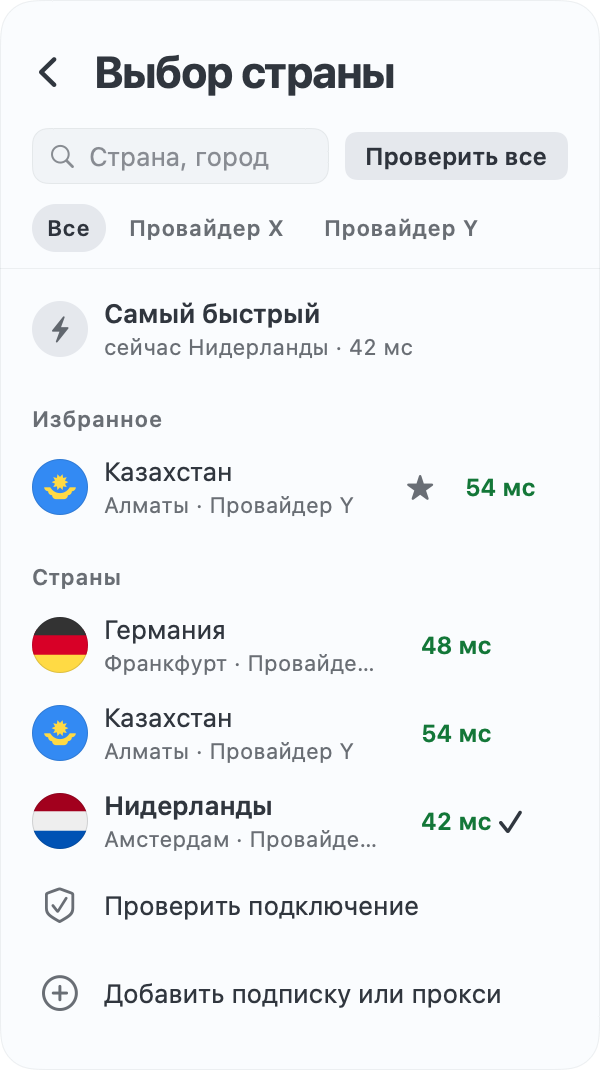 Выбор страны
Страна, город
Проверить все
Все
Провайдер X
Провайдер Y
Самый быстрый
сейчас Нидерланды · 42 мс
Избранное
Казахстан
Алматы · Провайдер Y
54 мс
Страны
Германия
Франкфурт · Провайде...
48 мс
Казахстан
Алматы · Провайдер Y
54 мс
Нидерланды
Амстердам · Провайде...
42 мс
Проверить подключение
Добавить подписку или прокси